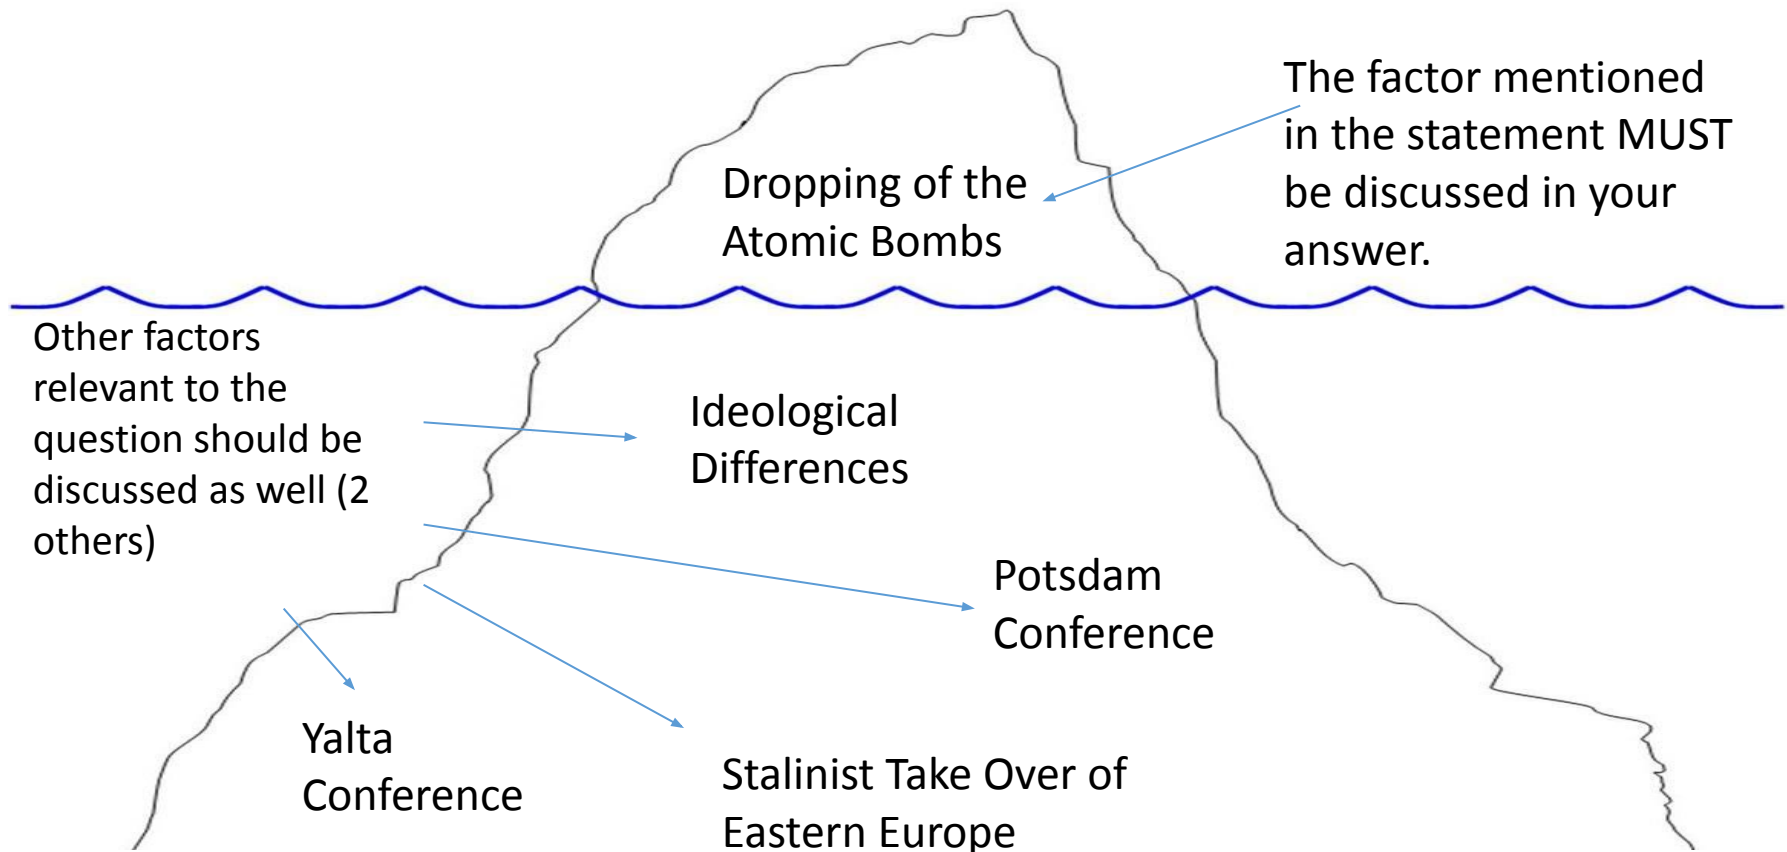 The factor mentioned
in the statement MUST
be discussed in your
answer.
Dropping of the
Atomic Bombs
Other factors
relevant to the
question should be
discussed as well (2
others)
Ideological
Differences
Potsdam
Conference
Yalta
Conference
Stalinist Take Over of
Eastern Europe